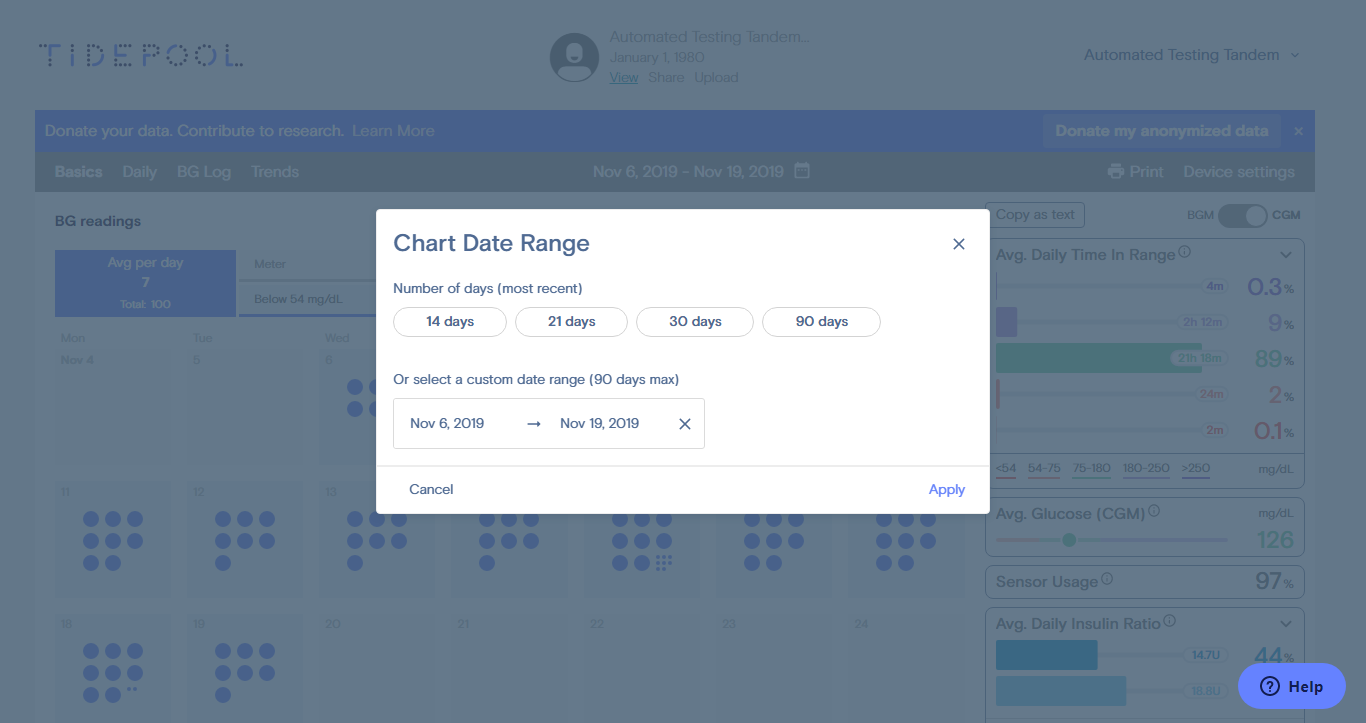 TIDEPOOL
Automated Testing Tandem...
January 1, 1980
View Share Upload
Automated Testing Tandem
Donate your data. Contribute to research. Learn More
Donate my anonymized data
Basics Daily BG Log Trends
Nov 6, 2019 - Nov 19, 2019
Print Device settings
BG readings
Avg per day
7
Total: 100
Meter
Below 54 mg/dL
Mon Tue Wed
Nov 4 5 6
11 12 13
18 19 20 21 22 23 24
Chart Date Range
Number of days (most recent)
14 days 21 days 30 days 90 days
Or select a custom date range (90 days max)
Nov 6, 2019 → Nov 19, 2019
Cancel Apply
Copy as text
BGM CGM
Avg. Daily Time In Range
4m 0.3%
2h 12m 9%
21h 18m 89%
24m 2%
2m 0.1%
<54 54-75 75-180 180-250 >250 mg/dL
Avg. Glucose (CGM) mg/dL
126
Sensor Usage 97%
Avg. Daily Insulin Ratio
14.7U 44%
18.8U
Help